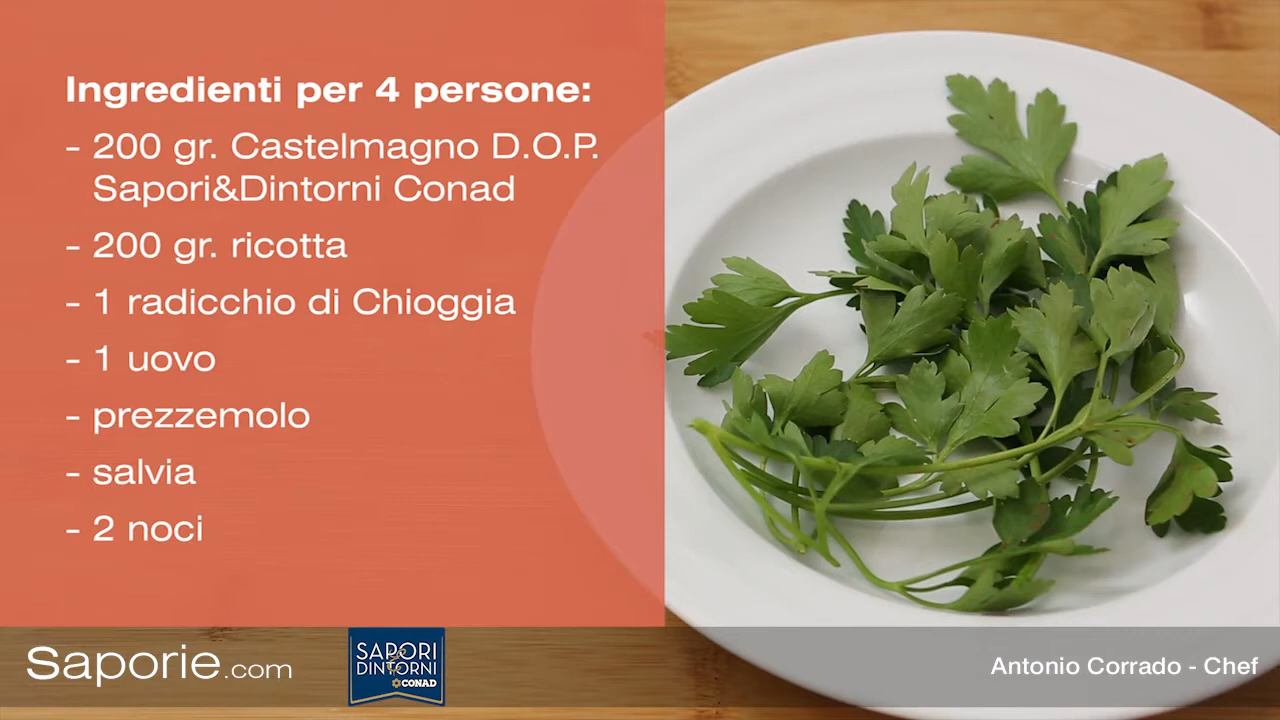 Ingredienti per 4 persone:
- 200 gr. Castelmagno D.O.P.
Sapori&Dintorni Conad
- 200 gr. ricotta
- 1 radicchio di Chioggia
- 1 uovo
- prezzemolo
- salvia
- 2 noci
Saporie.com
SAPORI
DINTORNI
CONAD
Antonio Corrado - Chef